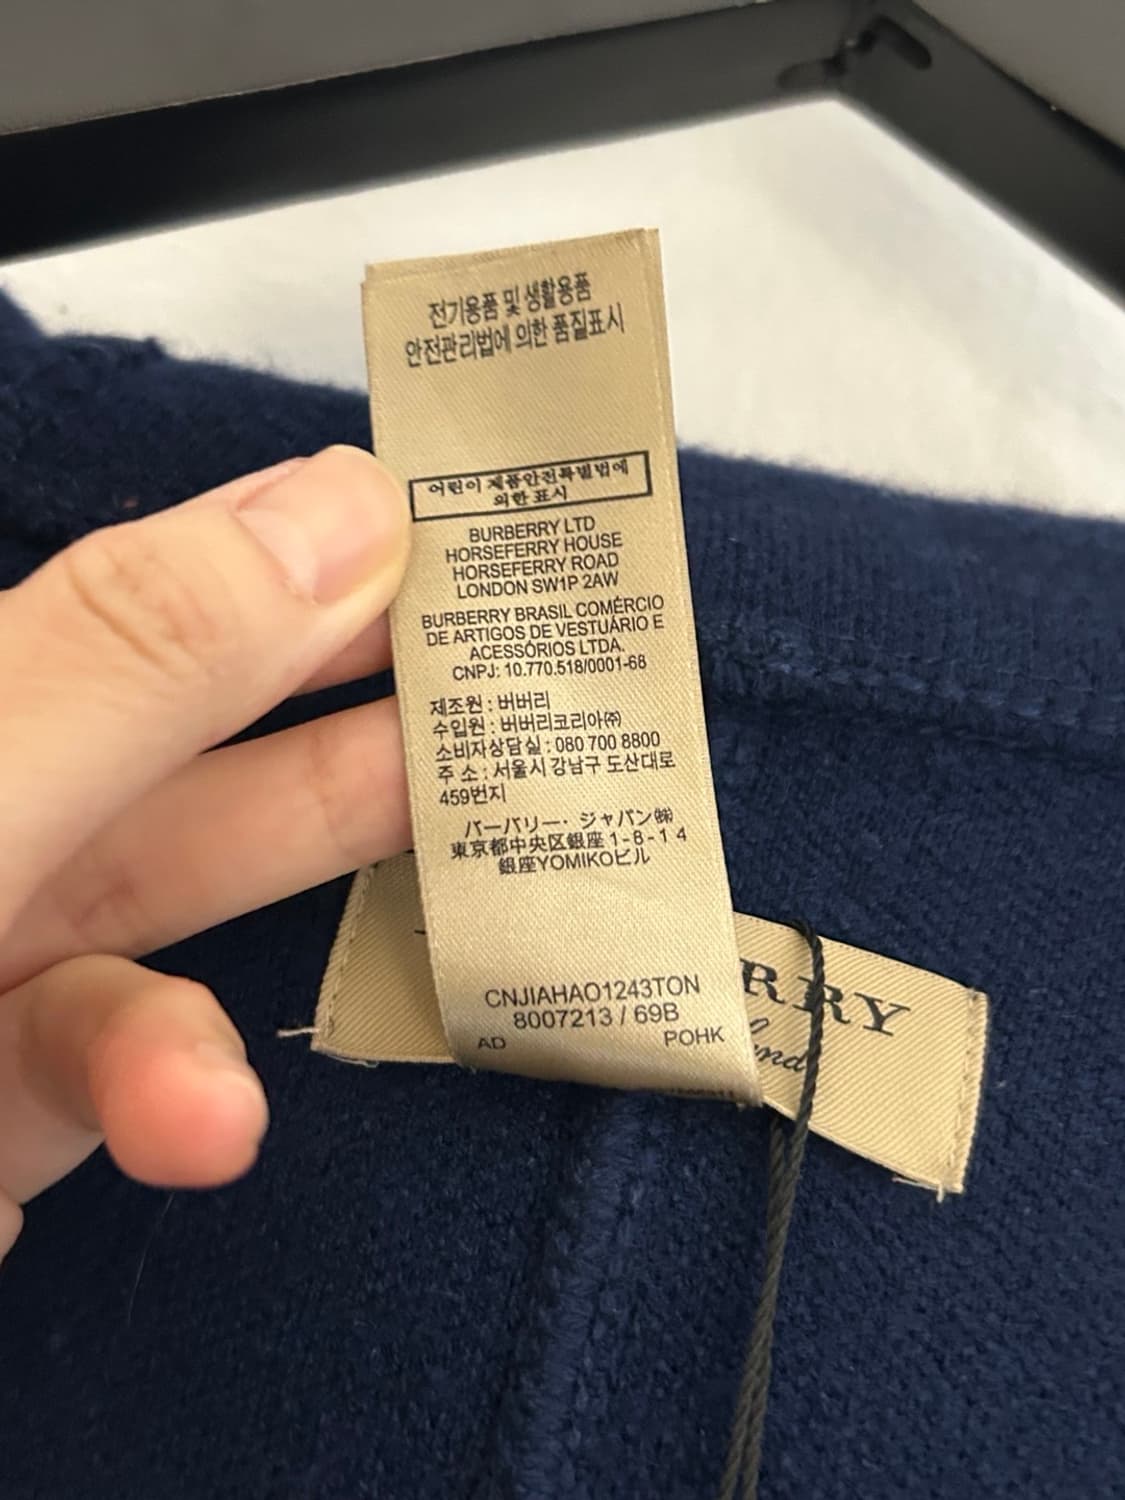 전기용품 및 생활용품
안전관리법에 의한 품질표시
어린이 제품안전특별법에
의한 표시
BURBERRY LTD
HORSEFERRY HOUSE
HORSEFERRY ROAD
LONDON SW1P 2AW
BURBERRY BRASIL COMÉRCIO
DE ARTIGOS DE VESTUÁRIO E
ACESSÓRIOS LTDA.
CNPJ: 10.770.518/0001-68
제조원 : 버버리
수입원 : 버버리코리아㈜
소비자상담실 : 080 700 8800
주 소 : 서울시 강남구 도산대로
459번지
バーバリー・ジャパン㈱
東京都中央区銀座 1-8-1 4
銀座YOMIKOビル
CNJIAHAO1243TON
8007213 / 69B
AD POHK
RRY
nd